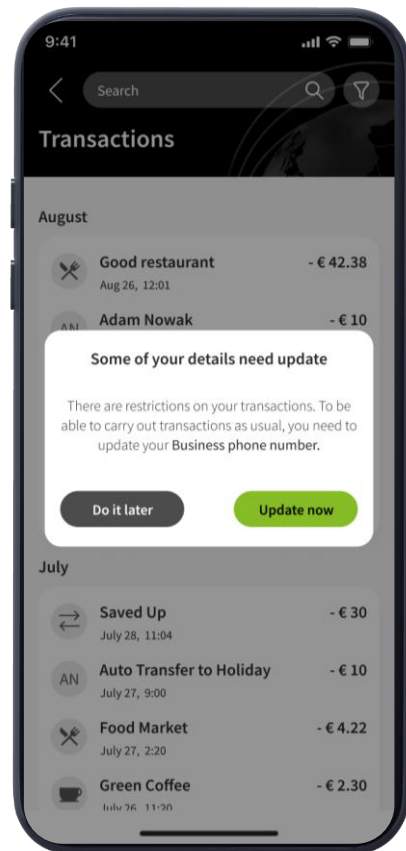 9:41
Search
Transactions
August
Good restaurant - € 42.38
Aug 26, 12:01
Adam Nowak - € 10
AN
Some of your details need update
There are restrictions on your transactions. To be
able to carry out transactions as usual, you need to
update your Business phone number.
Do it later Update now
July
Saved Up - € 30
July 28, 11:04
AN Auto Transfer to Holiday - € 10
July 27, 9:00
Food Market - € 4.22
July 27, 2:20
Green Coffee - € 2.30
July 26, 11:20